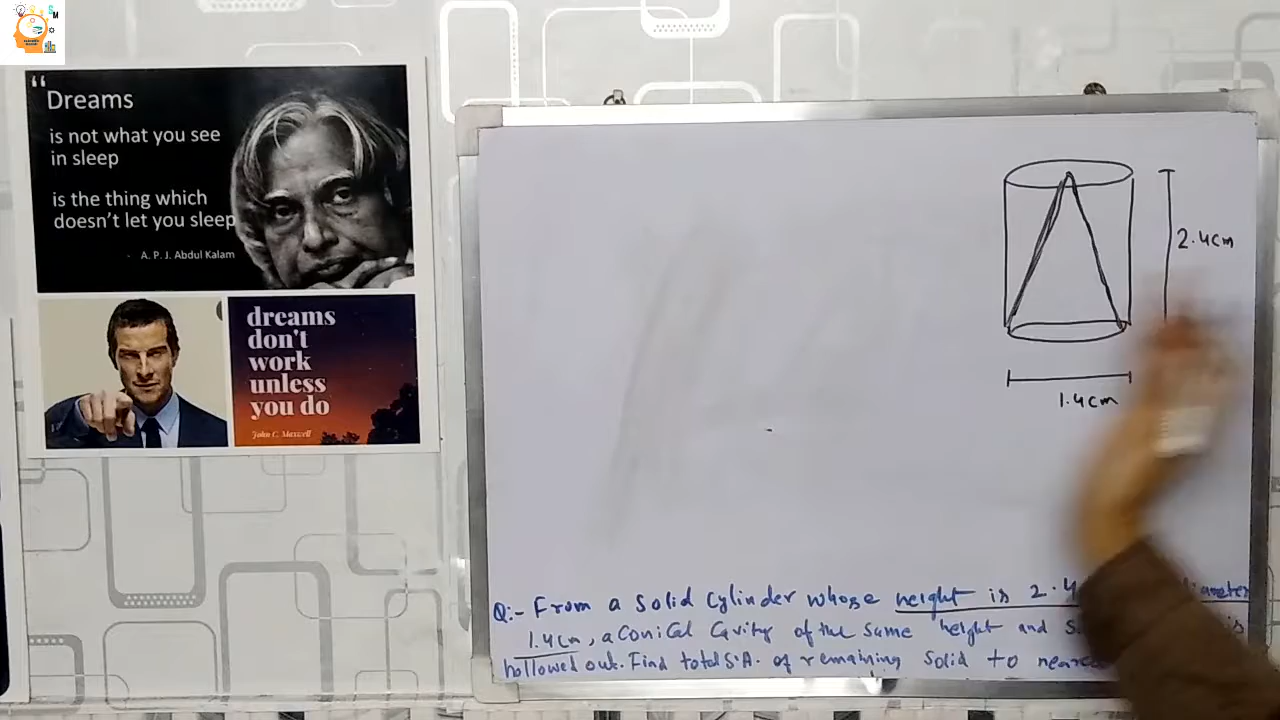 “
Dreams
is not what you see
in sleep
is the thing which
doesn't let you sleep
- A. P. J. Abdul Kalam
dreams
don't
work
unless
you do
John C. Maxwell
2.4cm
1.4cm
Q:- From a solid cylinder whose height is 2.4 diameter
1.4cm, a conical cavity of the same height and is
hollowed out. Find total S.A. of remaining solid to